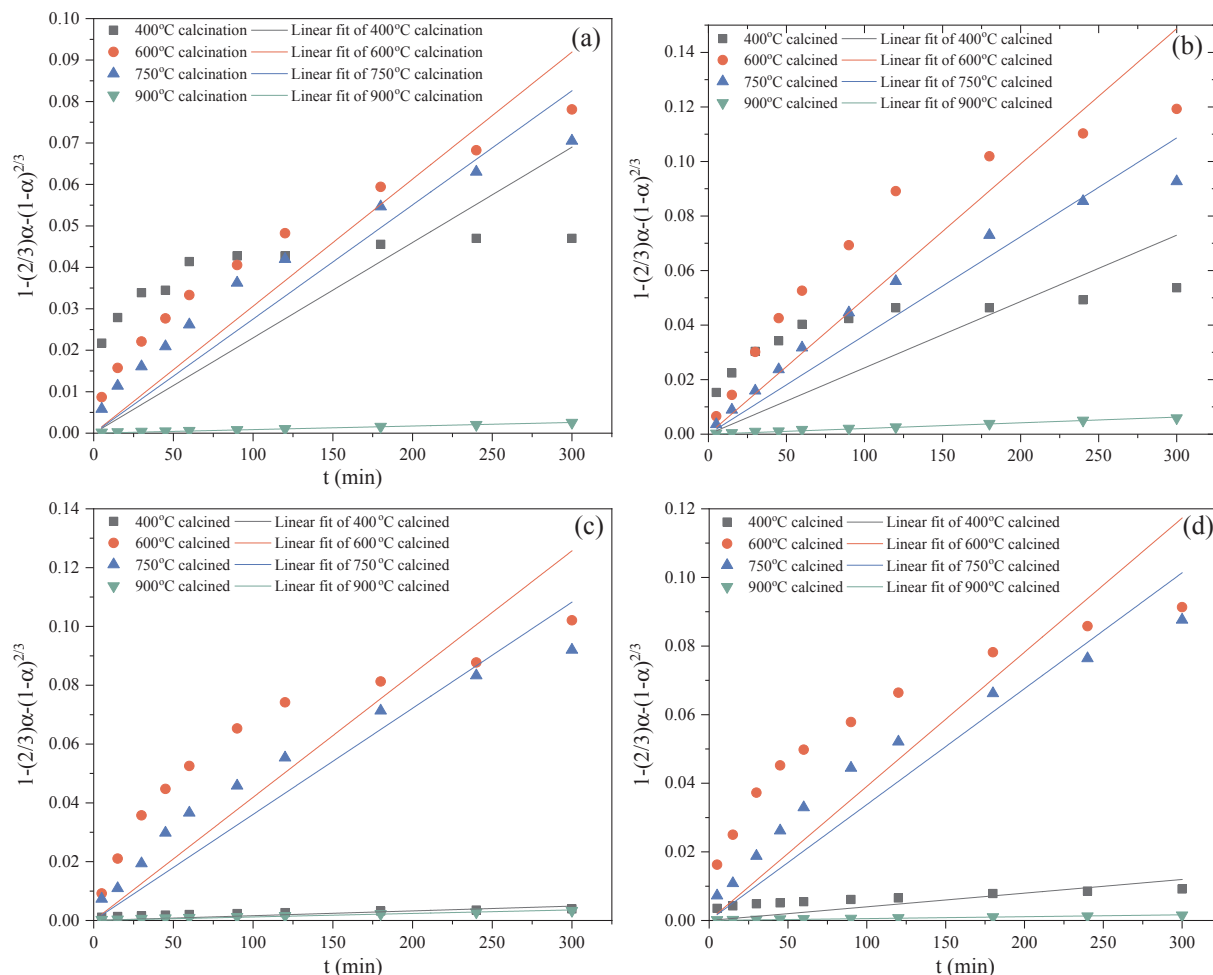 (a)
400°C calcination Linear fit of 400°C calcination
600°C calcination Linear fit of 600°C calcination
750°C calcination Linear fit of 750°C calcination
900°C calcination Linear fit of 900°C calcination
0.10
0.09
0.08
0.07
0.06
0.05
0.04
0.03
0.02
0.01
0.00
1-(2/3)α-(1-α)^2/3
0 50 100 150 200 250 300
t (min)
(b)
400°C calcined Linear fit of 400°C calcined
600°C calcined Linear fit of 600°C calcined
750°C calcined Linear fit of 750°C calcined
900°C calcined Linear fit of 900°C calcined
0.14
0.12
0.10
0.08
0.06
0.04
0.02
0.00
1-(2/3)α-(1-α)^2/3
0 50 100 150 200 250 300
t (min)
(c)
400°C calcined Linear fit of 400°C calcined
600°C calcined Linear fit of 600°C calcined
750°C calcined Linear fit of 750°C calcined
900°C calcined Linear fit of 900°C calcined
0.14
0.12
0.10
0.08
0.06
0.04
0.02
0.00
1-(2/3)α-(1-α)^2/3
0 50 100 150 200 250 300
t (min)
(d)
400°C calcined Linear fit of 400°C calcined
600°C calcined Linear fit of 600°C calcined
750°C calcined Linear fit of 750°C calcined
900°C calcined Linear fit of 900°C calcined
0.12
0.10
0.08
0.06
0.04
0.02
0.00
1-(2/3)α-(1-α)^2/3
0 50 100 150 200 250 300
t (min)